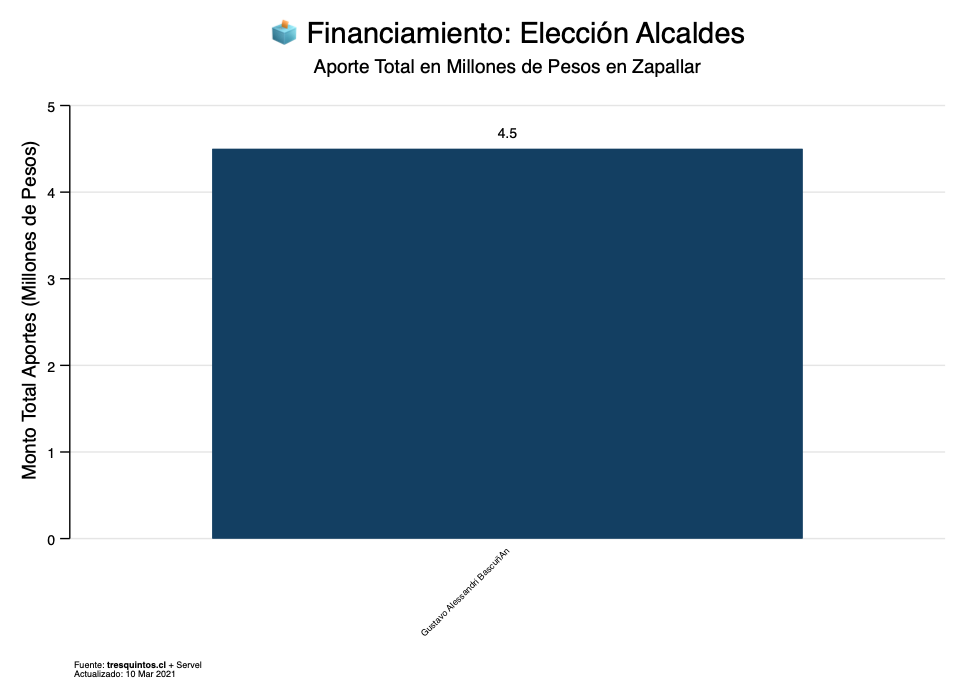 Financiamiento: Elección Alcaldes
Aporte Total en Millones de Pesos en Zapallar
Monto Total Aportes (Millones de Pesos)
5
4
3
2
1
0
4.5
Gustavo Alessandri BascuñAn
Fuente: tresquintos.cl + Servel
Actualizado: 10 Mar 2021